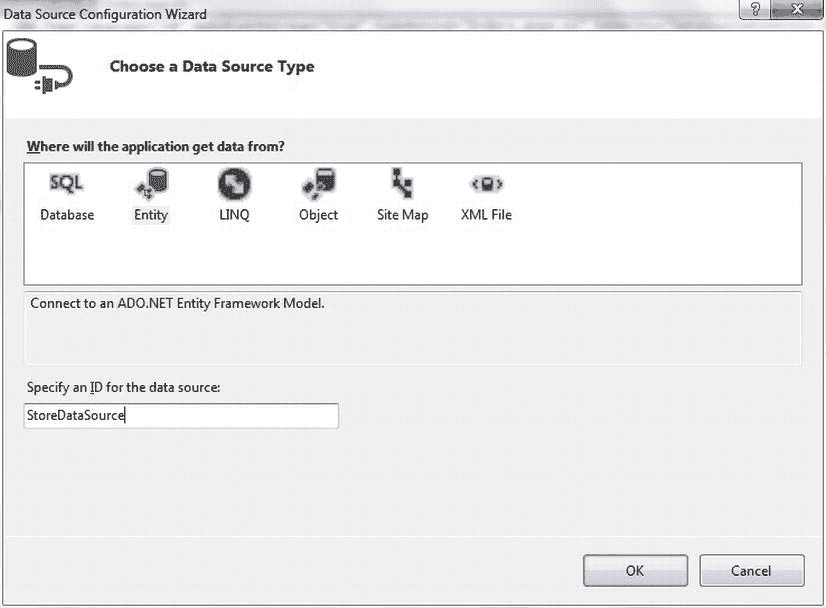 Data Source Configuration Wizard
?
Choose a Data Source Type
Where will the application get data from?
SQL
Database Entity LINQ Object Site Map XML File
Connect to an ADO.NET Entity Framework Model.
Specify an ID for the data source:
StoreDataSource
OK Cancel